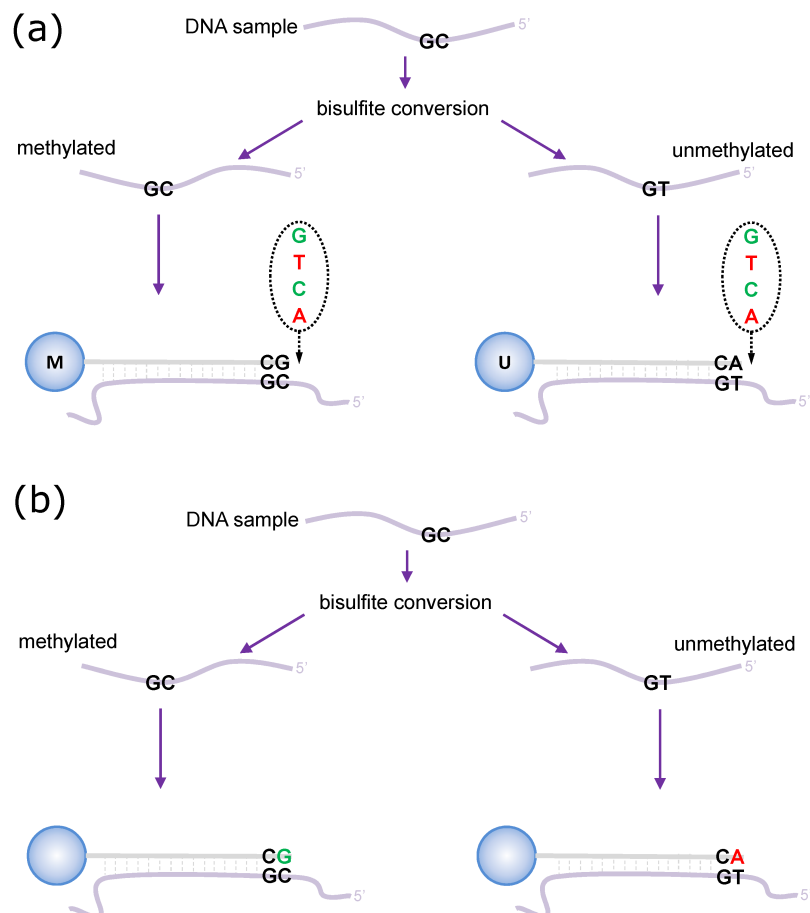 (a)
DNA sample
GC
5'
bisulfite conversion
methylated
GC
5'
unmethylated
GT
5'
G
T
C
A
G
T
C
A
M
CG
GC
5'
U
CA
GT
5'
(b)
DNA sample
GC
5'
bisulfite conversion
methylated
GC
5'
unmethylated
GT
5'
CG
GC
5'
CA
GT
5'